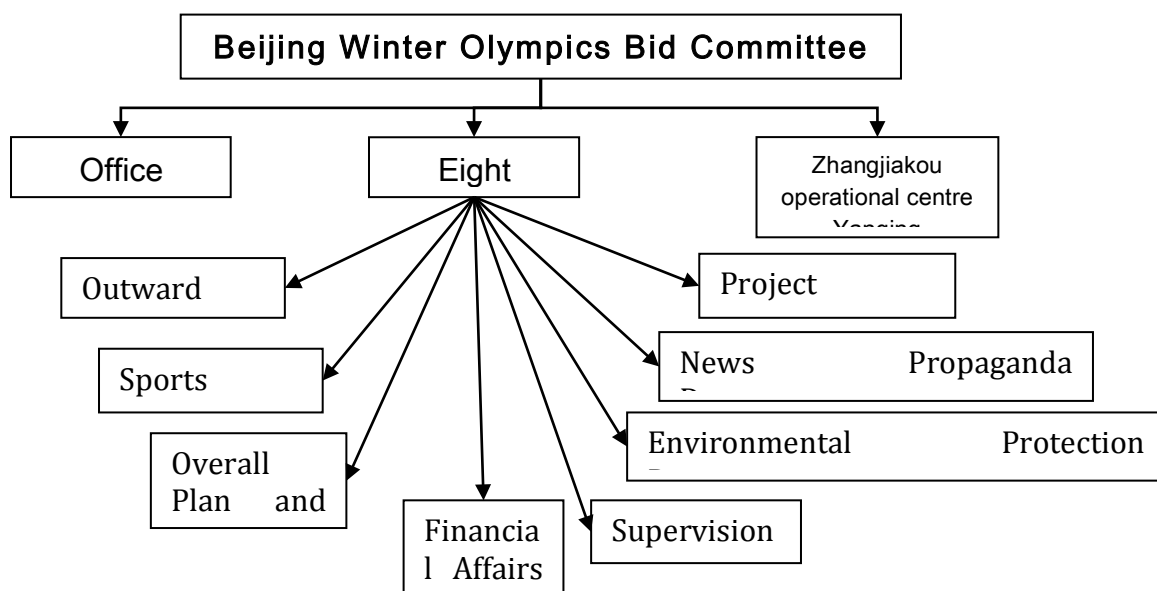 Beijing Winter Olympics Bid Committee
Office
Eight
Zhangjiakou
operational centre
Outward
Project
News Propaganda
Sports
Environmental Protection
Overall
Plan and
Financia
l Affairs
Supervision